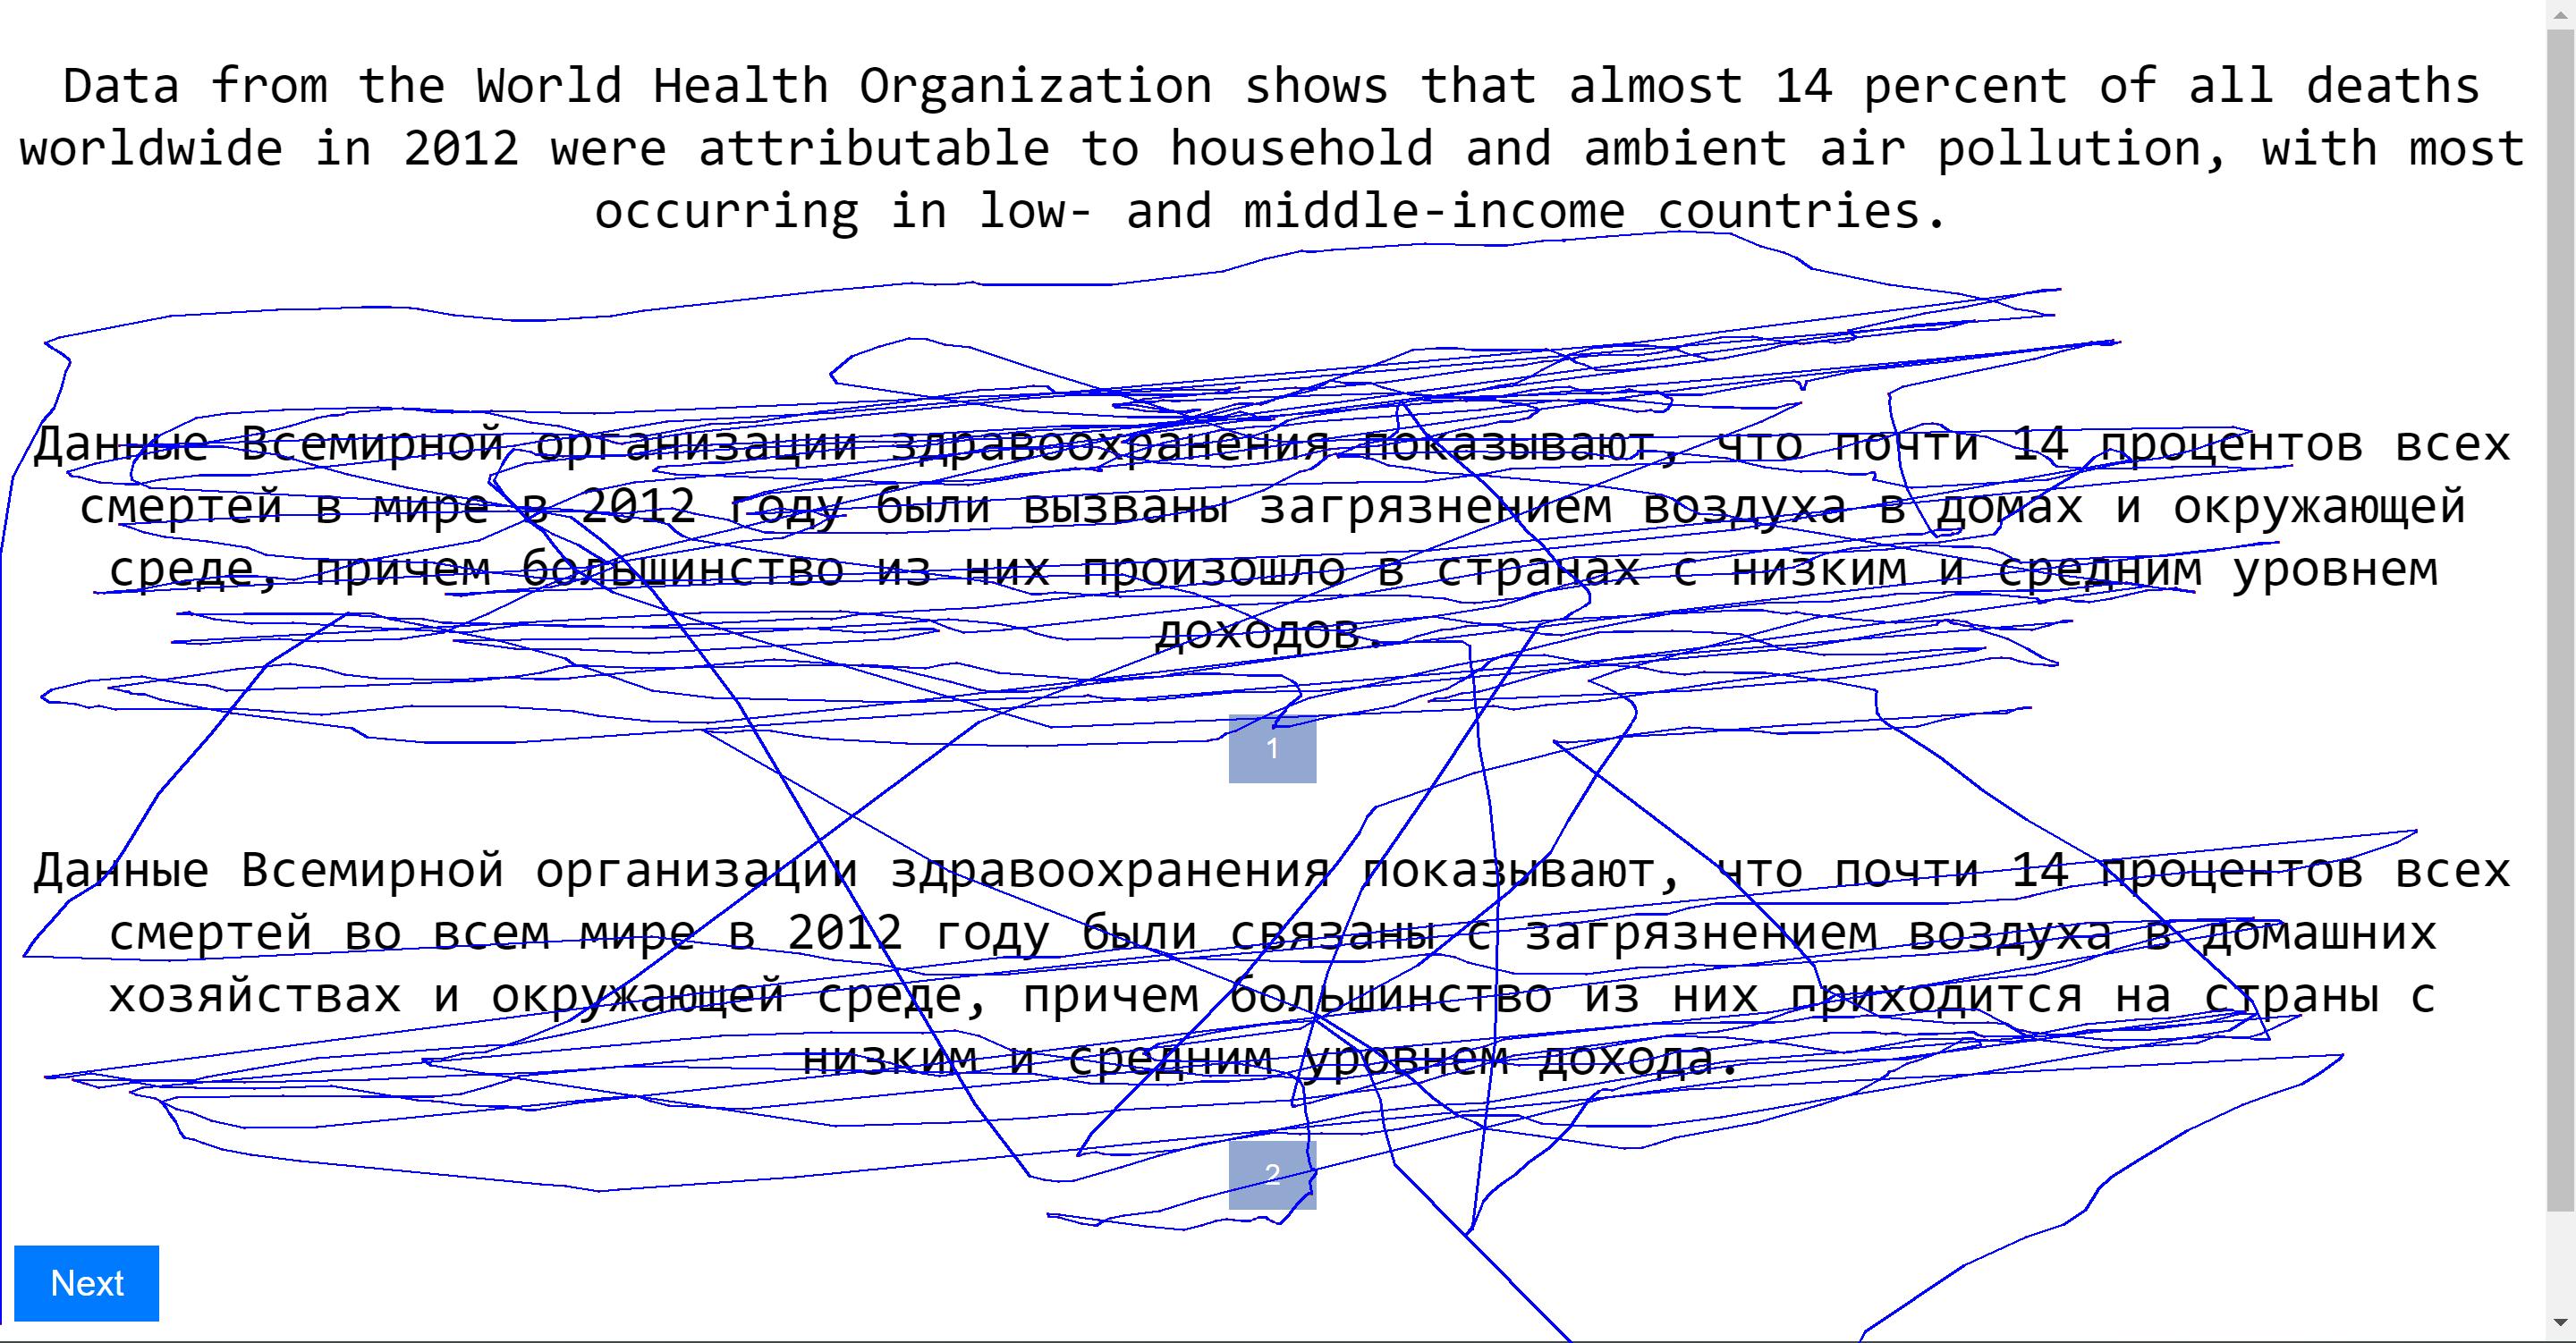 Data from the World Health Organization shows that almost 14 percent of all deaths
worldwide in 2012 were attributable to household and ambient air pollution, with most
occurring in low- and middle-income countries.
Данные Всемирной организации здравоохранения показывают, что почти 14 процентов всех
смертей в мире в 2012 году были вызваны загрязнением воздуха в домах и окружающей
среде, причем большинство из них произошло в странах с низким и средним уровнем
доходов.
1
Данные Всемирной организации здравоохранения показывают, что почти 14 процентов всех
смертей во всем мире в 2012 году были связаны с загрязнением воздуха в домашних
хозяйствах и окружающей среде, причем большинство из них приходится на страны с
низким и средним уровнем дохода.
2
Next